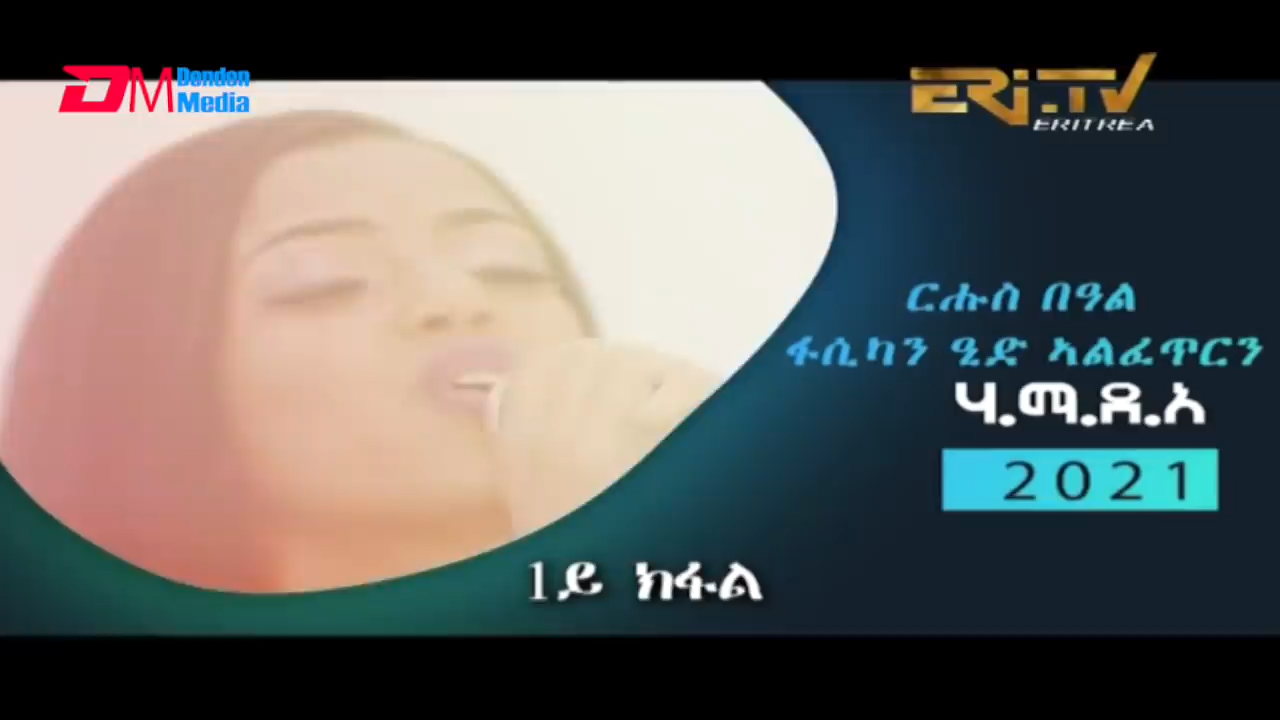 DM Dondon Media
ERi.TV
ERITREA
ርሑስ በዓል
ፋሲካን ዒድ ኣልፈጥርን
ሃ.ማ.ደ.አ
2021
1ይ ክፋል